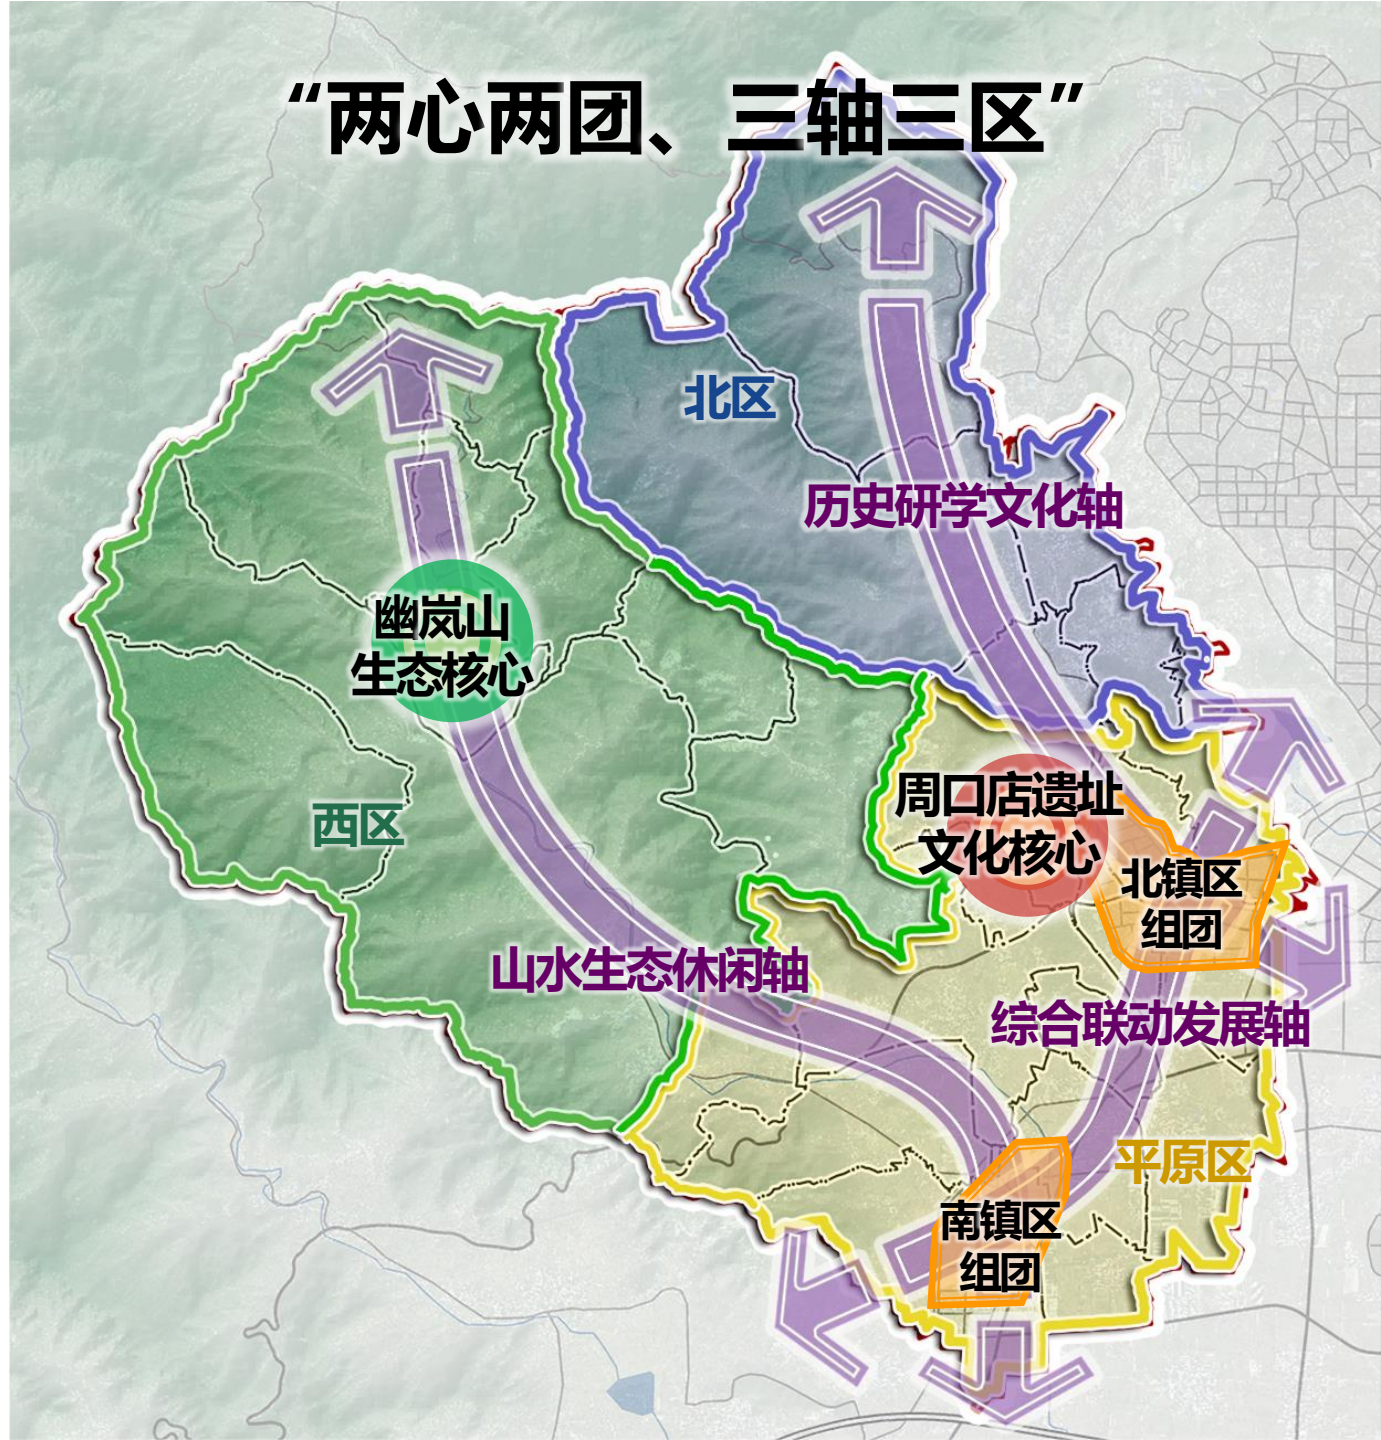 “两心两团、三轴三区”
北区
历史研学文化轴
幽岚山
生态核心
西区
周口店遗址
文化核心
北镇区
组团
山水生态休闲轴
综合联动发展轴
平原区
南镇区
组团